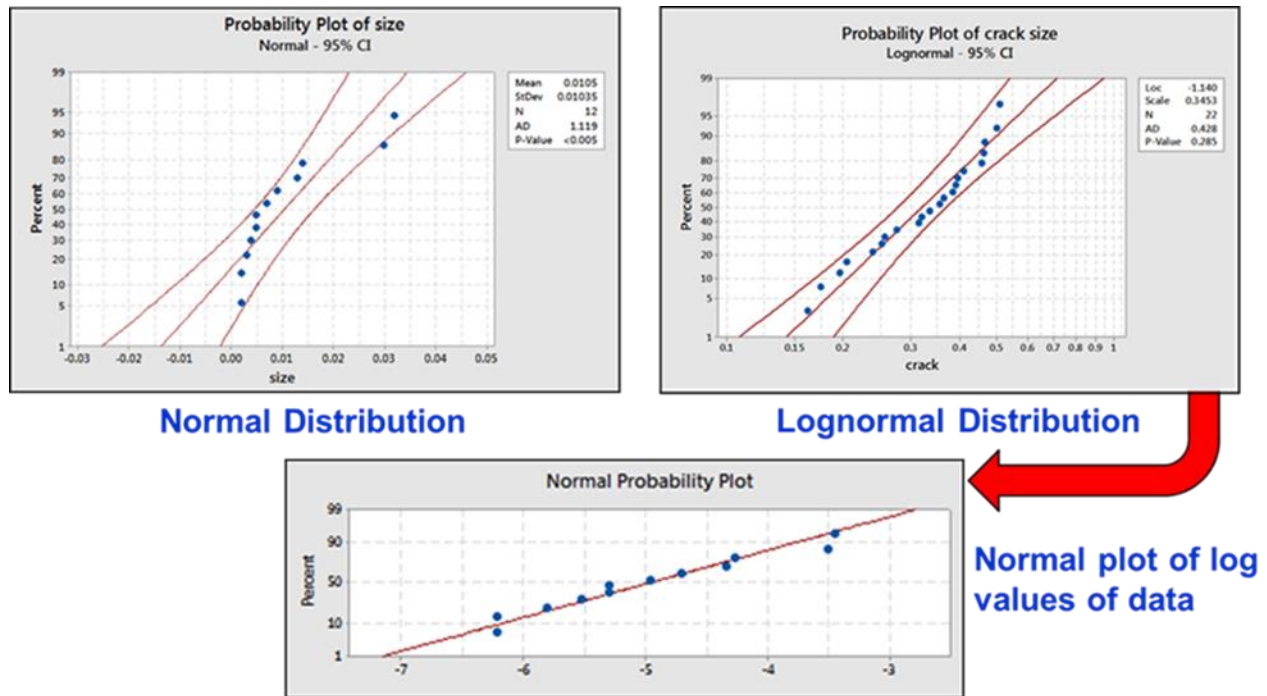 Probability Plot of size
Normal - 95% CI
99
95
90
80
70
60
50
40
30
20
10
5
1
Percent
-0.03 -0.02 -0.01 0.00 0.01 0.02 0.03 0.04 0.05
size
Mean 0.0105
StDev 0.01035
N 12
AD 1.119
P-Value <0.005
Normal Distribution
Probability Plot of crack size
Lognormal - 95% CI
99
95
90
80
70
60
50
40
30
20
10
5
1
Percent
0.1 0.15 0.2 0.3 0.4 0.5 0.6 0.7 0.8 0.9 1
crack
Loc -1.140
Scale 0.3453
N 22
AD 0.428
P-Value 0.285
Lognormal Distribution
Normal Probability Plot
99
90
50
10
1
Percent
-7 -6 -5 -4 -3
Normal plot of log
values of data